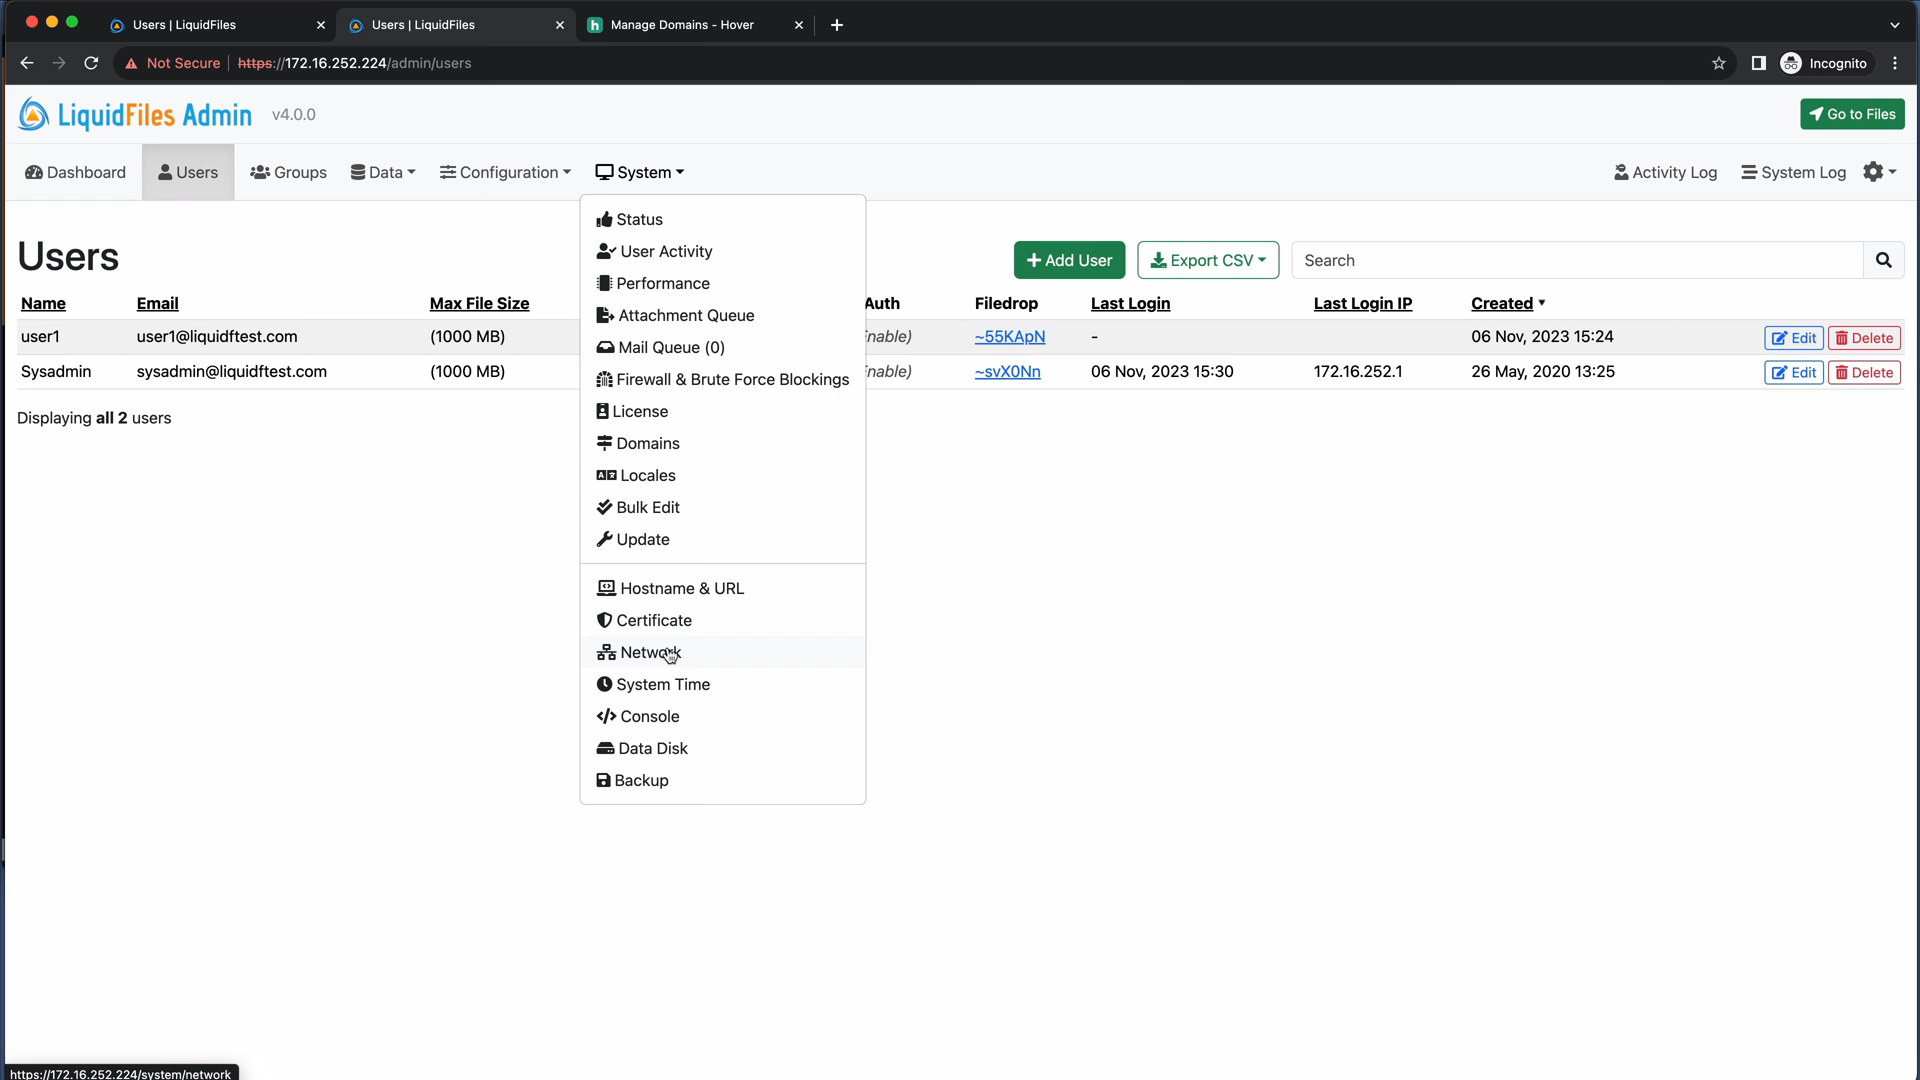 Users | LiquidFiles
Users | LiquidFiles
Manage Domains - Hover
Not Secure
https://172.16.252.224/admin/users
Incognito
LiquidFiles Admin v4.0.0
Go to Files
Dashboard Users Groups Data Configuration System Activity Log System Log
Users
Add User Export CSV Search
Name Email Max File Size Auth Filedrop Last Login Last Login IP Created
user1 user1@liquidftest.com (1000 MB) ~55KApN - 06 Nov, 2023 15:24 Edit Delete
Sysadmin sysadmin@liquidftest.com (1000 MB) ~svX0Nn 06 Nov, 2023 15:30 172.16.252.1 26 May, 2020 13:25 Edit Delete
Displaying all 2 users
Status
User Activity
Performance
Attachment Queue
Mail Queue (0)
Firewall & Brute Force Blockings
License
Domains
Locales
Bulk Edit
Update
Hostname & URL
Certificate
Network
System Time
Console
Data Disk
Backup
https://172.16.252.224/system/network